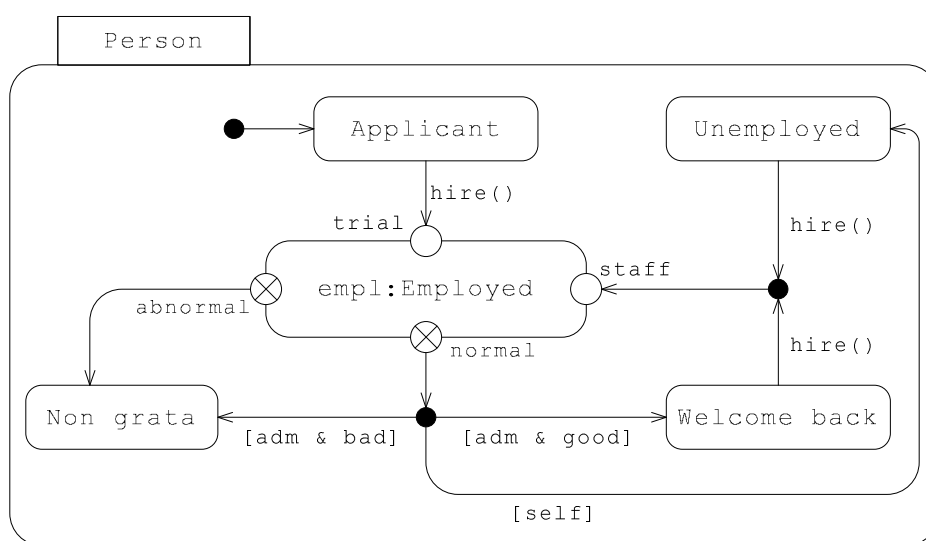 Person
Applicant
Unemployed
hire()
trial
hire()
staff
empl:Employed
abnormal
normal
hire()
Non grata
Welcome back
[adm & bad]
[adm & good]
[self]